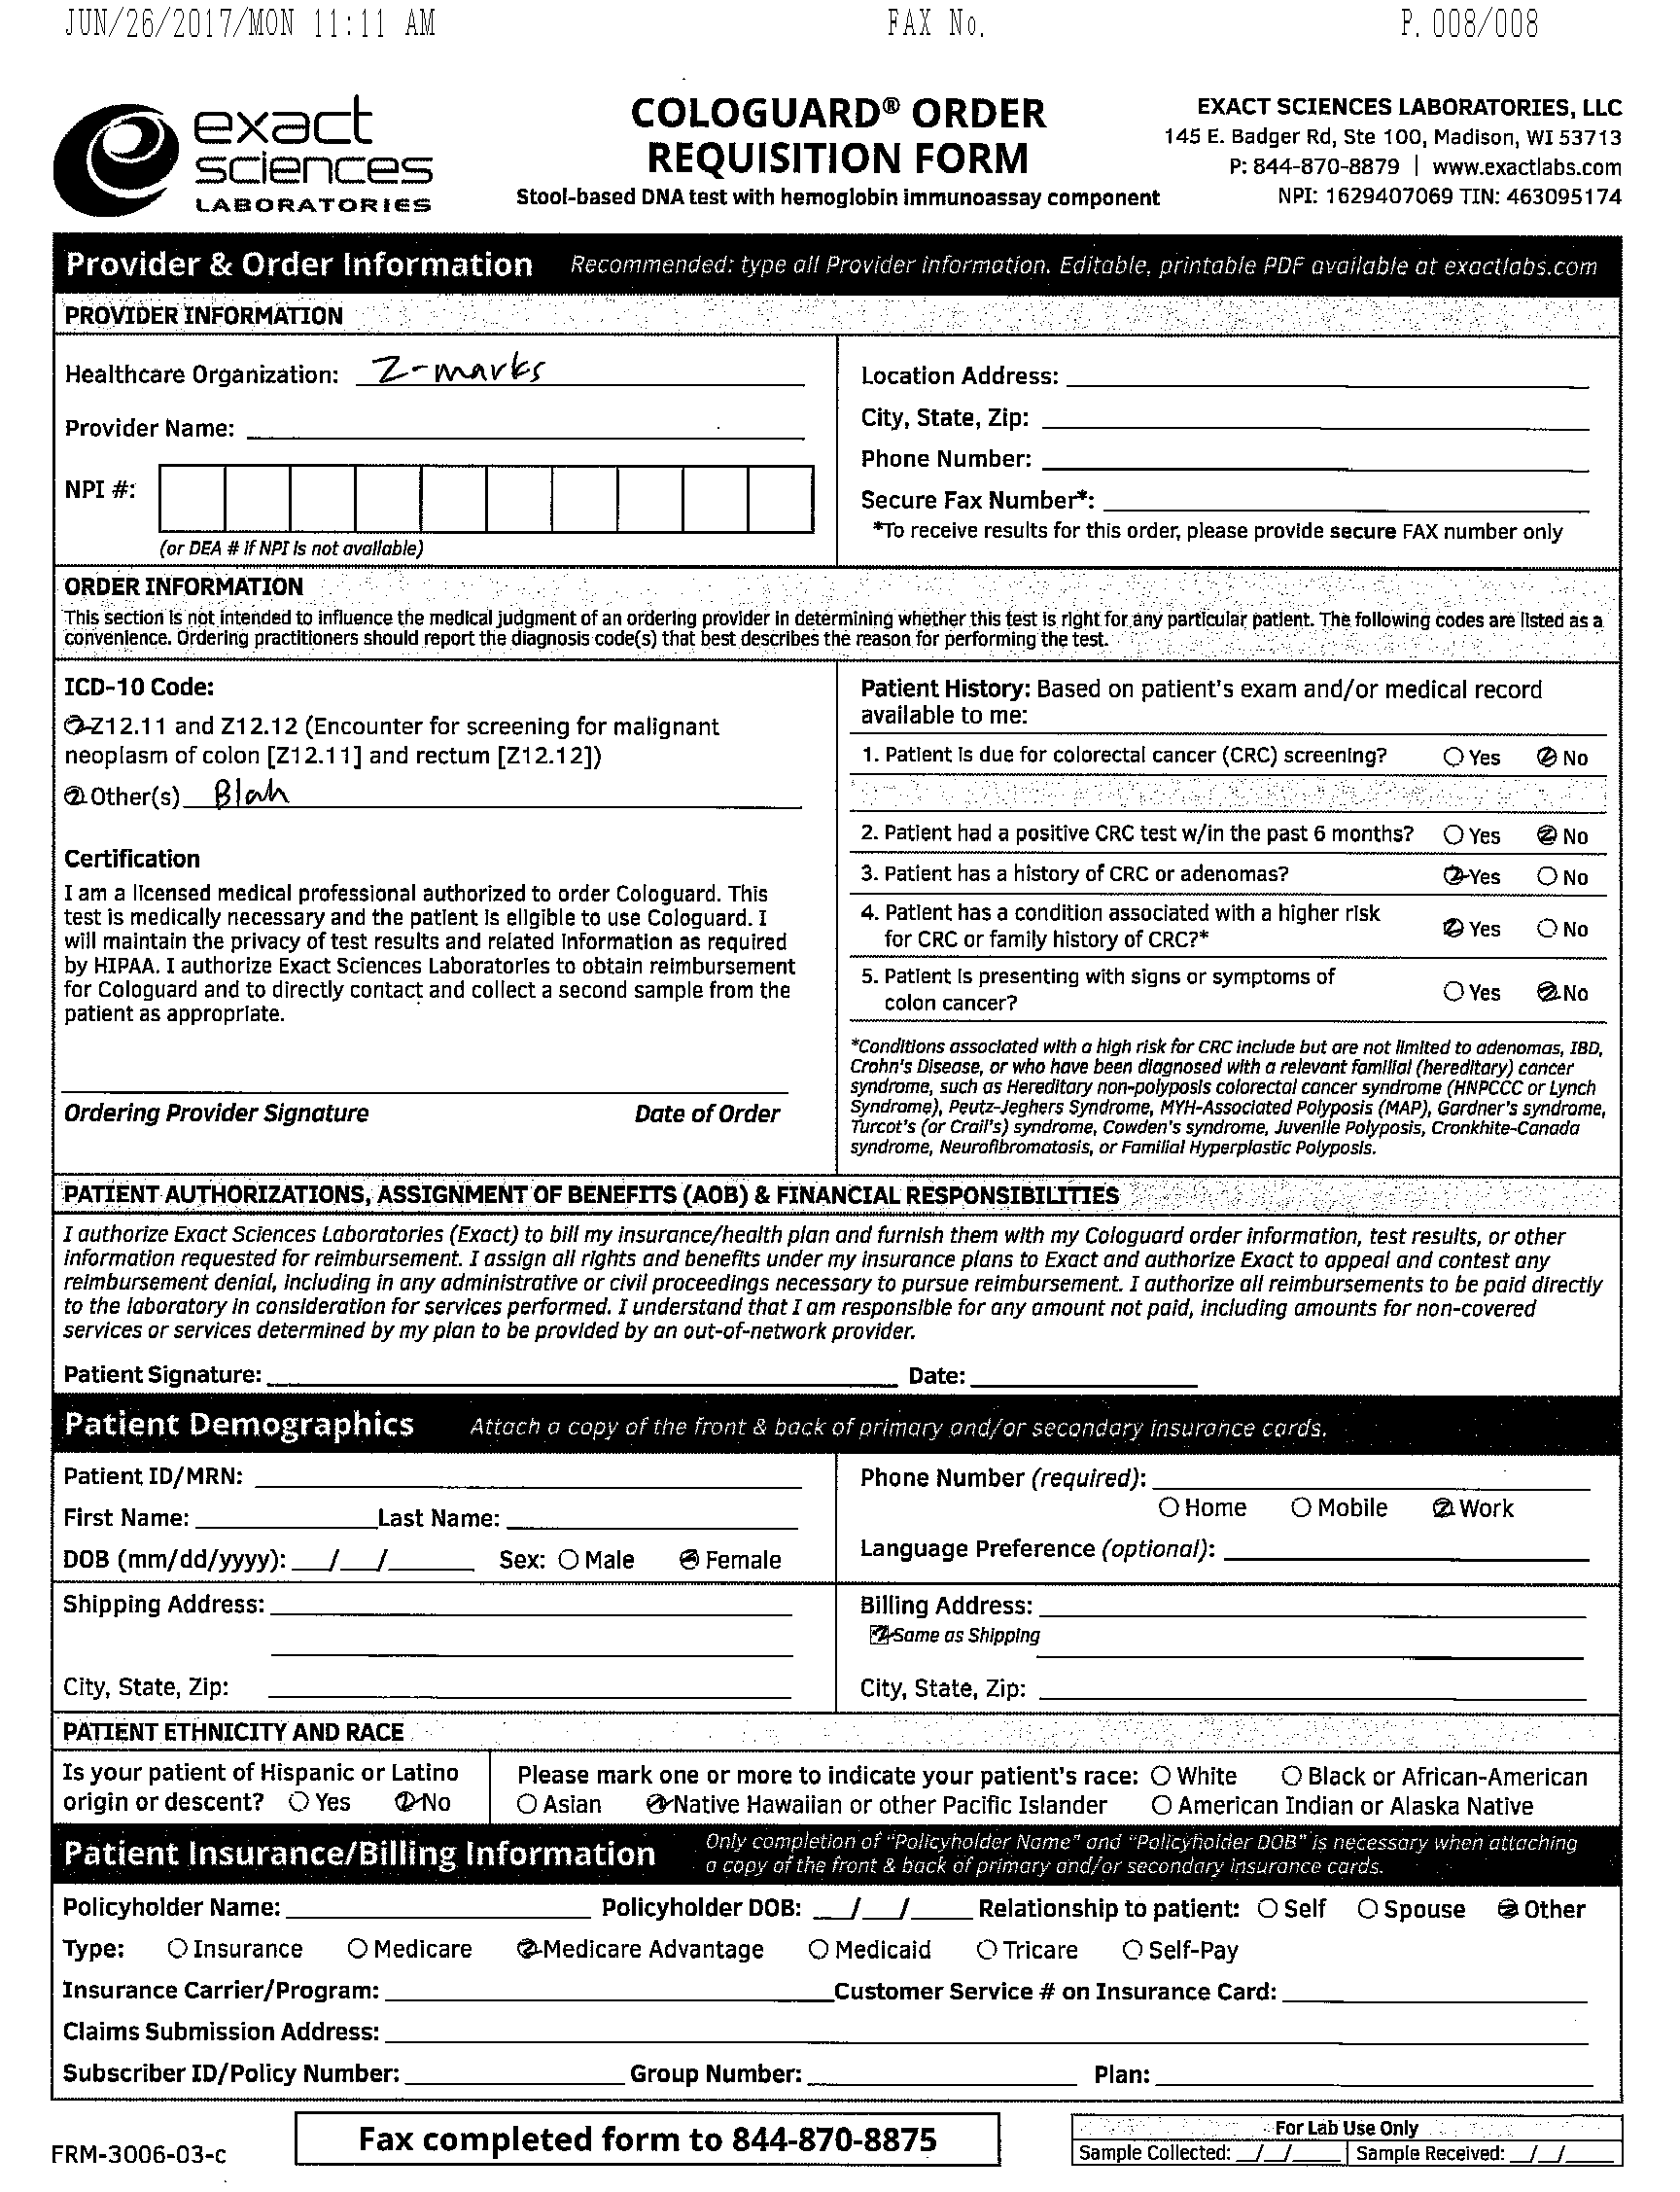 JUN/26/2017/MON 11:11 AM FAX No. P. 008/008
exact sciences LABORATORIES
COLOGUARD® ORDER REQUISITION FORM
Stool-based DNA test with hemoglobin immunoassay component
EXACT SCIENCES LABORATORIES, LLC
145 E. Badger Rd, Ste 100, Madison, WI 53713
P: 844-870-8879 | www.exactlabs.com
NPI: 1629407069 TIN: 463095174
Provider & Order Information Recommended: type all Provider information. Editable, printable PDF available at exactlabs.com
PROVIDER INFORMATION
Healthcare Organization: Z-marks
Provider Name:
NPI #:
(or DEA # if NPI is not available)
Location Address:
City, State, Zip:
Phone Number:
Secure Fax Number*:
*To receive results for this order, please provide secure FAX number only
ORDER INFORMATION
This section is not intended to influence the medical judgment of an ordering provider in determining whether this test is right for any particular patient. The following codes are listed as a
convenience. Ordering practitioners should report the diagnosis code(s) that best describes the reason for performing the test.
ICD-10 Code:
Z12.11 and Z12.12 (Encounter for screening for malignant
neoplasm of colon [Z12.11] and rectum [Z12.12])
Other(s) Blah
Certification
I am a licensed medical professional authorized to order Cologuard. This
test is medically necessary and the patient is eligible to use Cologuard. I
will maintain the privacy of test results and related information as required
by HIPAA. I authorize Exact Sciences Laboratories to obtain reimbursement
for Cologuard and to directly contact and collect a second sample from the
patient as appropriate.
Ordering Provider Signature Date of Order
Patient History: Based on patient's exam and/or medical record
available to me:
1. Patient is due for colorectal cancer (CRC) screening? Yes No
2. Patient had a positive CRC test w/in the past 6 months? Yes No
3. Patient has a history of CRC or adenomas? Yes No
4. Patient has a condition associated with a higher risk
for CRC or family history of CRC?* Yes No
5. Patient is presenting with signs or symptoms of
colon cancer? Yes No
*Conditions associated with a high risk for CRC include but are not limited to adenomas, IBD,
Crohn's Disease, or who have been diagnosed with a relevant familial (hereditary) cancer
syndrome, such as Hereditary non-polyposis colorectal cancer syndrome (HNPCCC or Lynch
Syndrome), Peutz-Jeghers Syndrome, MYH-Associated Polyposis (MAP), Gardner's syndrome,
Turcot's (or Crail's) syndrome, Cowden's syndrome, Juvenile Polyposis, Cronkhite-Canada
syndrome, Neurofibromatosis, or Familial Hyperplastic Polyposis.
PATIENT AUTHORIZATIONS, ASSIGNMENT OF BENEFITS (AOB) & FINANCIAL RESPONSIBILITIES
I authorize Exact Sciences Laboratories (Exact) to bill my insurance/health plan and furnish them with my Cologuard order information, test results, or other
information requested for reimbursement. I assign all rights and benefits under my insurance plans to Exact and authorize Exact to appeal and contest any
reimbursement denial, including in any administrative or civil proceedings necessary to pursue reimbursement. I authorize all reimbursements to be paid directly
to the laboratory in consideration for services performed. I understand that I am responsible for any amount not paid, including amounts for non-covered
services or services determined by my plan to be provided by an out-of-network provider.
Patient Signature: Date:
Patient Demographics Attach a copy of the front & back of primary and/or secondary insurance cards.
Patient ID/MRN:
First Name: Last Name:
DOB (mm/dd/yyyy): / / Sex: Male Female
Phone Number (required):
Home Mobile Work
Language Preference (optional):
Shipping Address:
City, State, Zip:
Billing Address:
Same as Shipping
City, State, Zip:
PATIENT ETHNICITY AND RACE
Is your patient of Hispanic or Latino
origin or descent? Yes No
Please mark one or more to indicate your patient's race: White Black or African-American
Asian Native Hawaiian or other Pacific Islander American Indian or Alaska Native
Patient Insurance/Billing Information Only completion of "Policyholder Name" and "Policyholder DOB" is necessary when attaching
a copy of the front & back of primary and/or secondary insurance cards.
Policyholder Name: Policyholder DOB: / / Relationship to patient: Self Spouse Other
Type: Insurance Medicare Medicare Advantage Medicaid Tricare Self-Pay
Insurance Carrier/Program: Customer Service # on Insurance Card:
Claims Submission Address:
Subscriber ID/Policy Number: Group Number: Plan:
FRM-3006-03-c
Fax completed form to 844-870-8875
For Lab Use Only
Sample Collected: / / Sample Received: / /